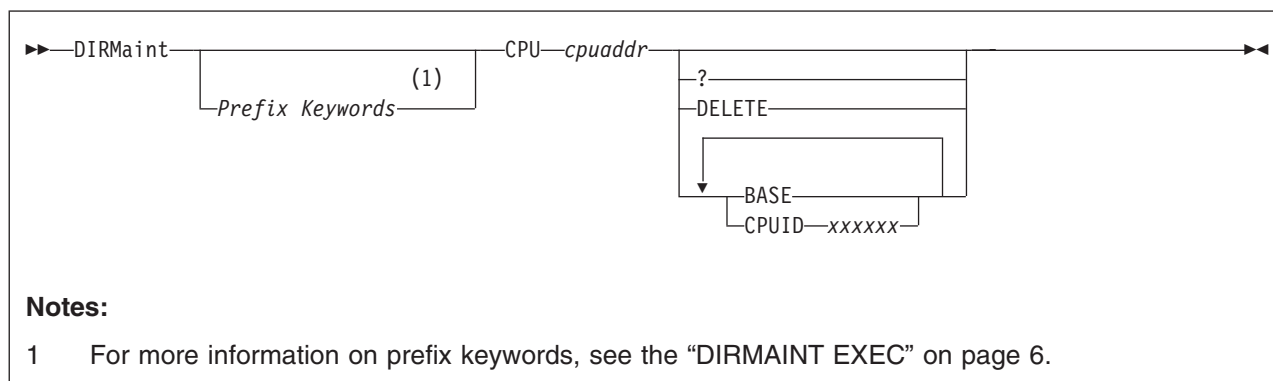 ►►—DIRMaint— —CPU—cpuaddr— —►◄
(1)
Prefix Keywords
?
DELETE
BASE
CPUID—xxxxxx
Notes:
1 For more information on prefix keywords, see the “DIRMAINT EXEC” on page 6.